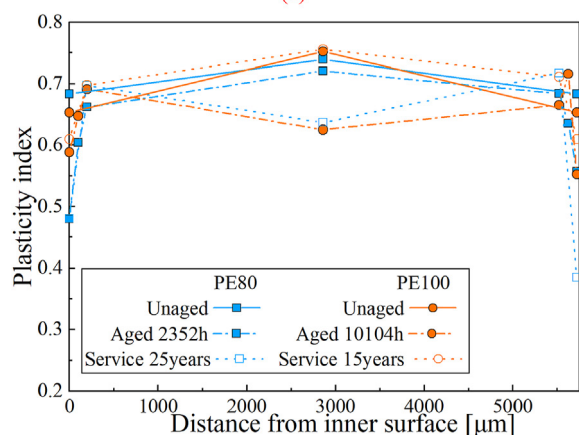 0.8
0.7
0.6
0.5
0.4
0.3
0.2
Plasticity index
PE80 PE100
Unaged Unaged
Aged 2352h Aged 10104h
Service 25years Service 15years
0 1000 2000 3000 4000 5000
Distance from inner surface [μm]